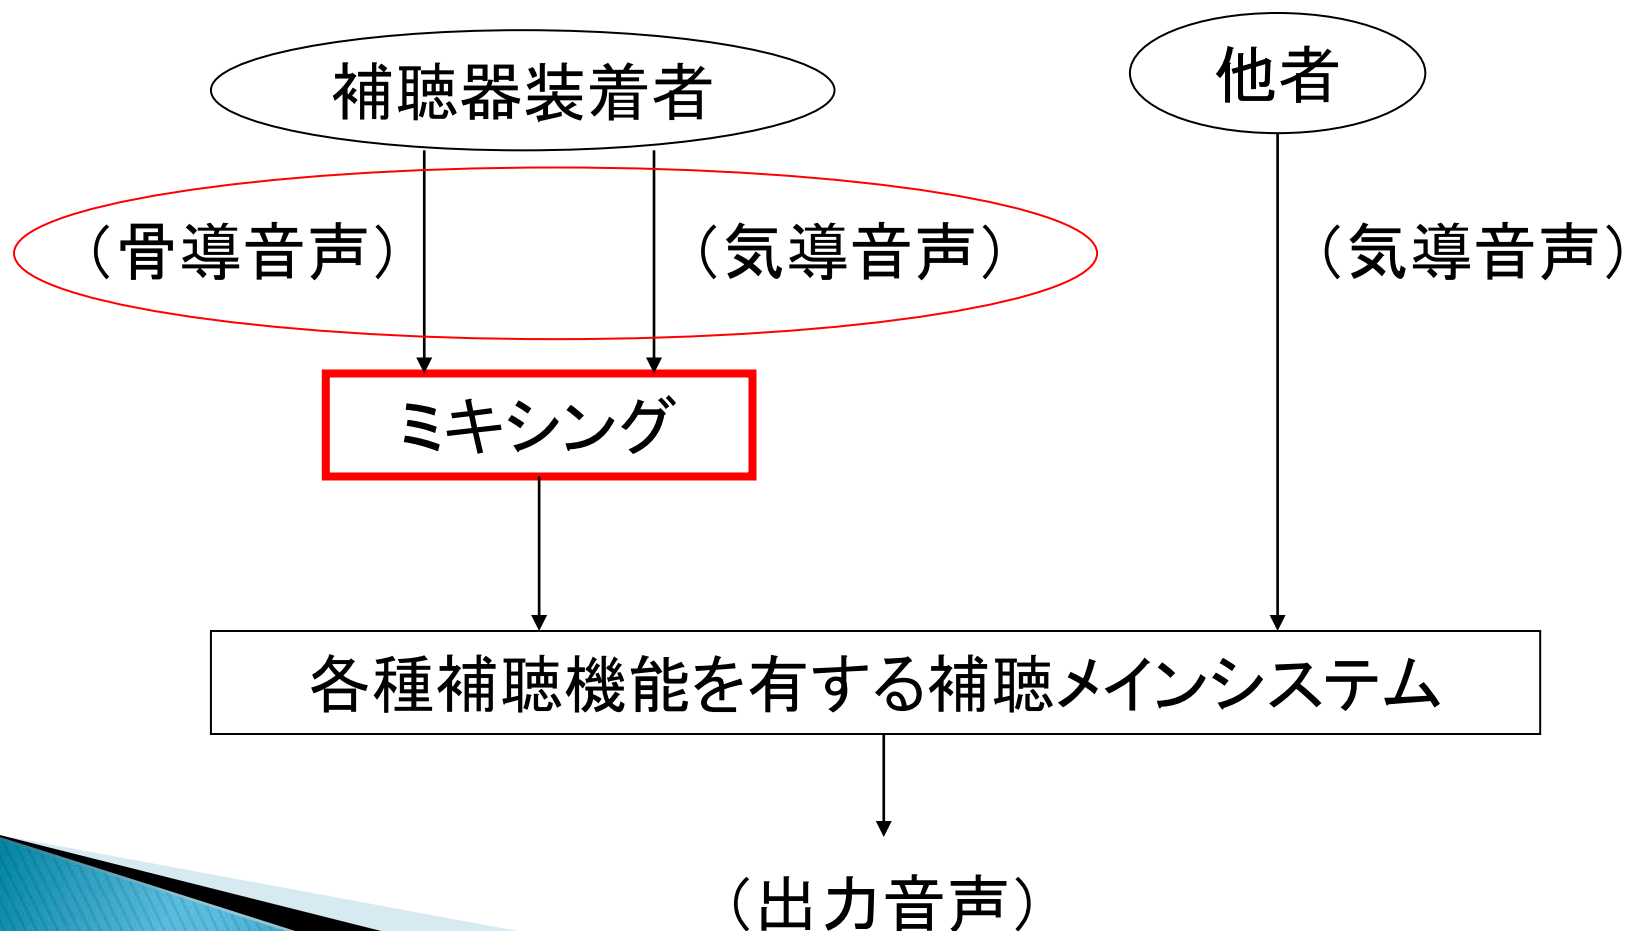 補聴器装着者
他者
（骨導音声）
（気導音声）
（気導音声）
ミキシング
各種補聴機能を有する補聴メインシステム
（出力音声）